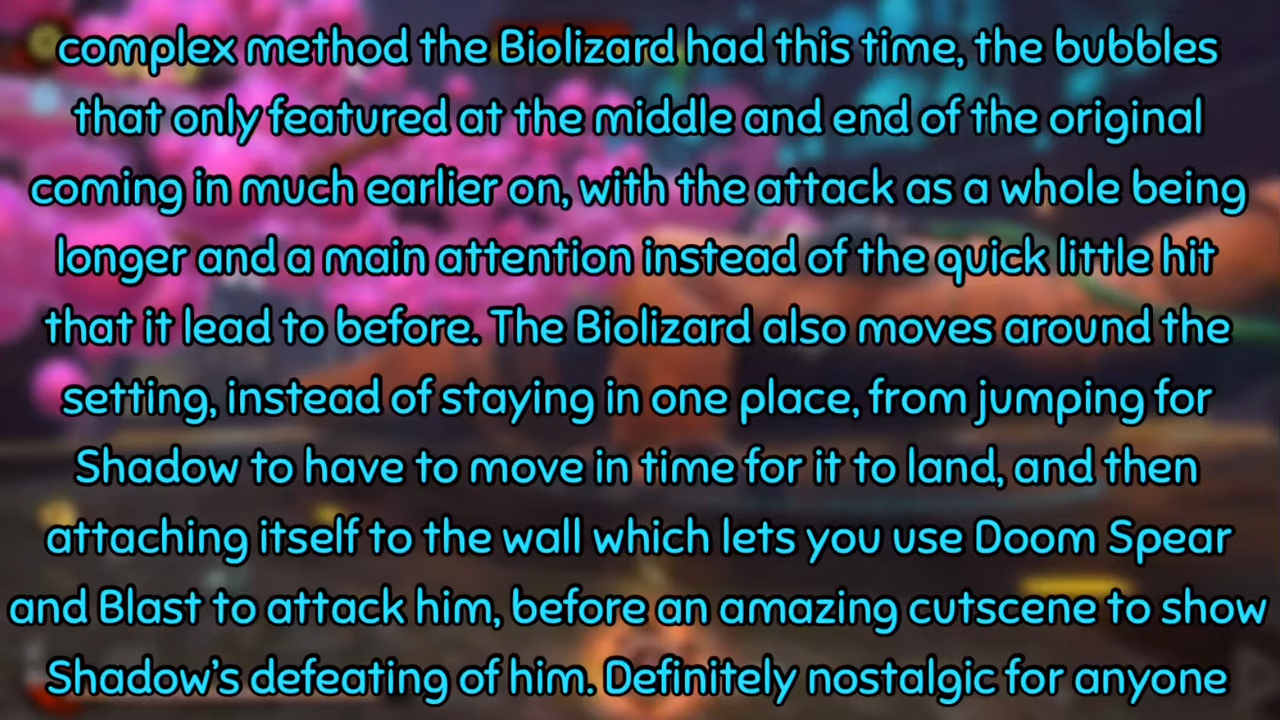 complex method the Biolizard had this time, the bubbles
that only featured at the middle and end of the original
coming in much earlier on, with the attack as a whole being
longer and a main attention instead of the quick little hit
that it lead to before. The Biolizard also moves around the
setting, instead of staying in one place, from jumping for
Shadow to have to move in time for it to land, and then
attaching itself to the wall which lets you use Doom Spear
and Blast to attack him, before an amazing cutscene to show
Shadow’s defeating of him. Definitely nostalgic for anyone